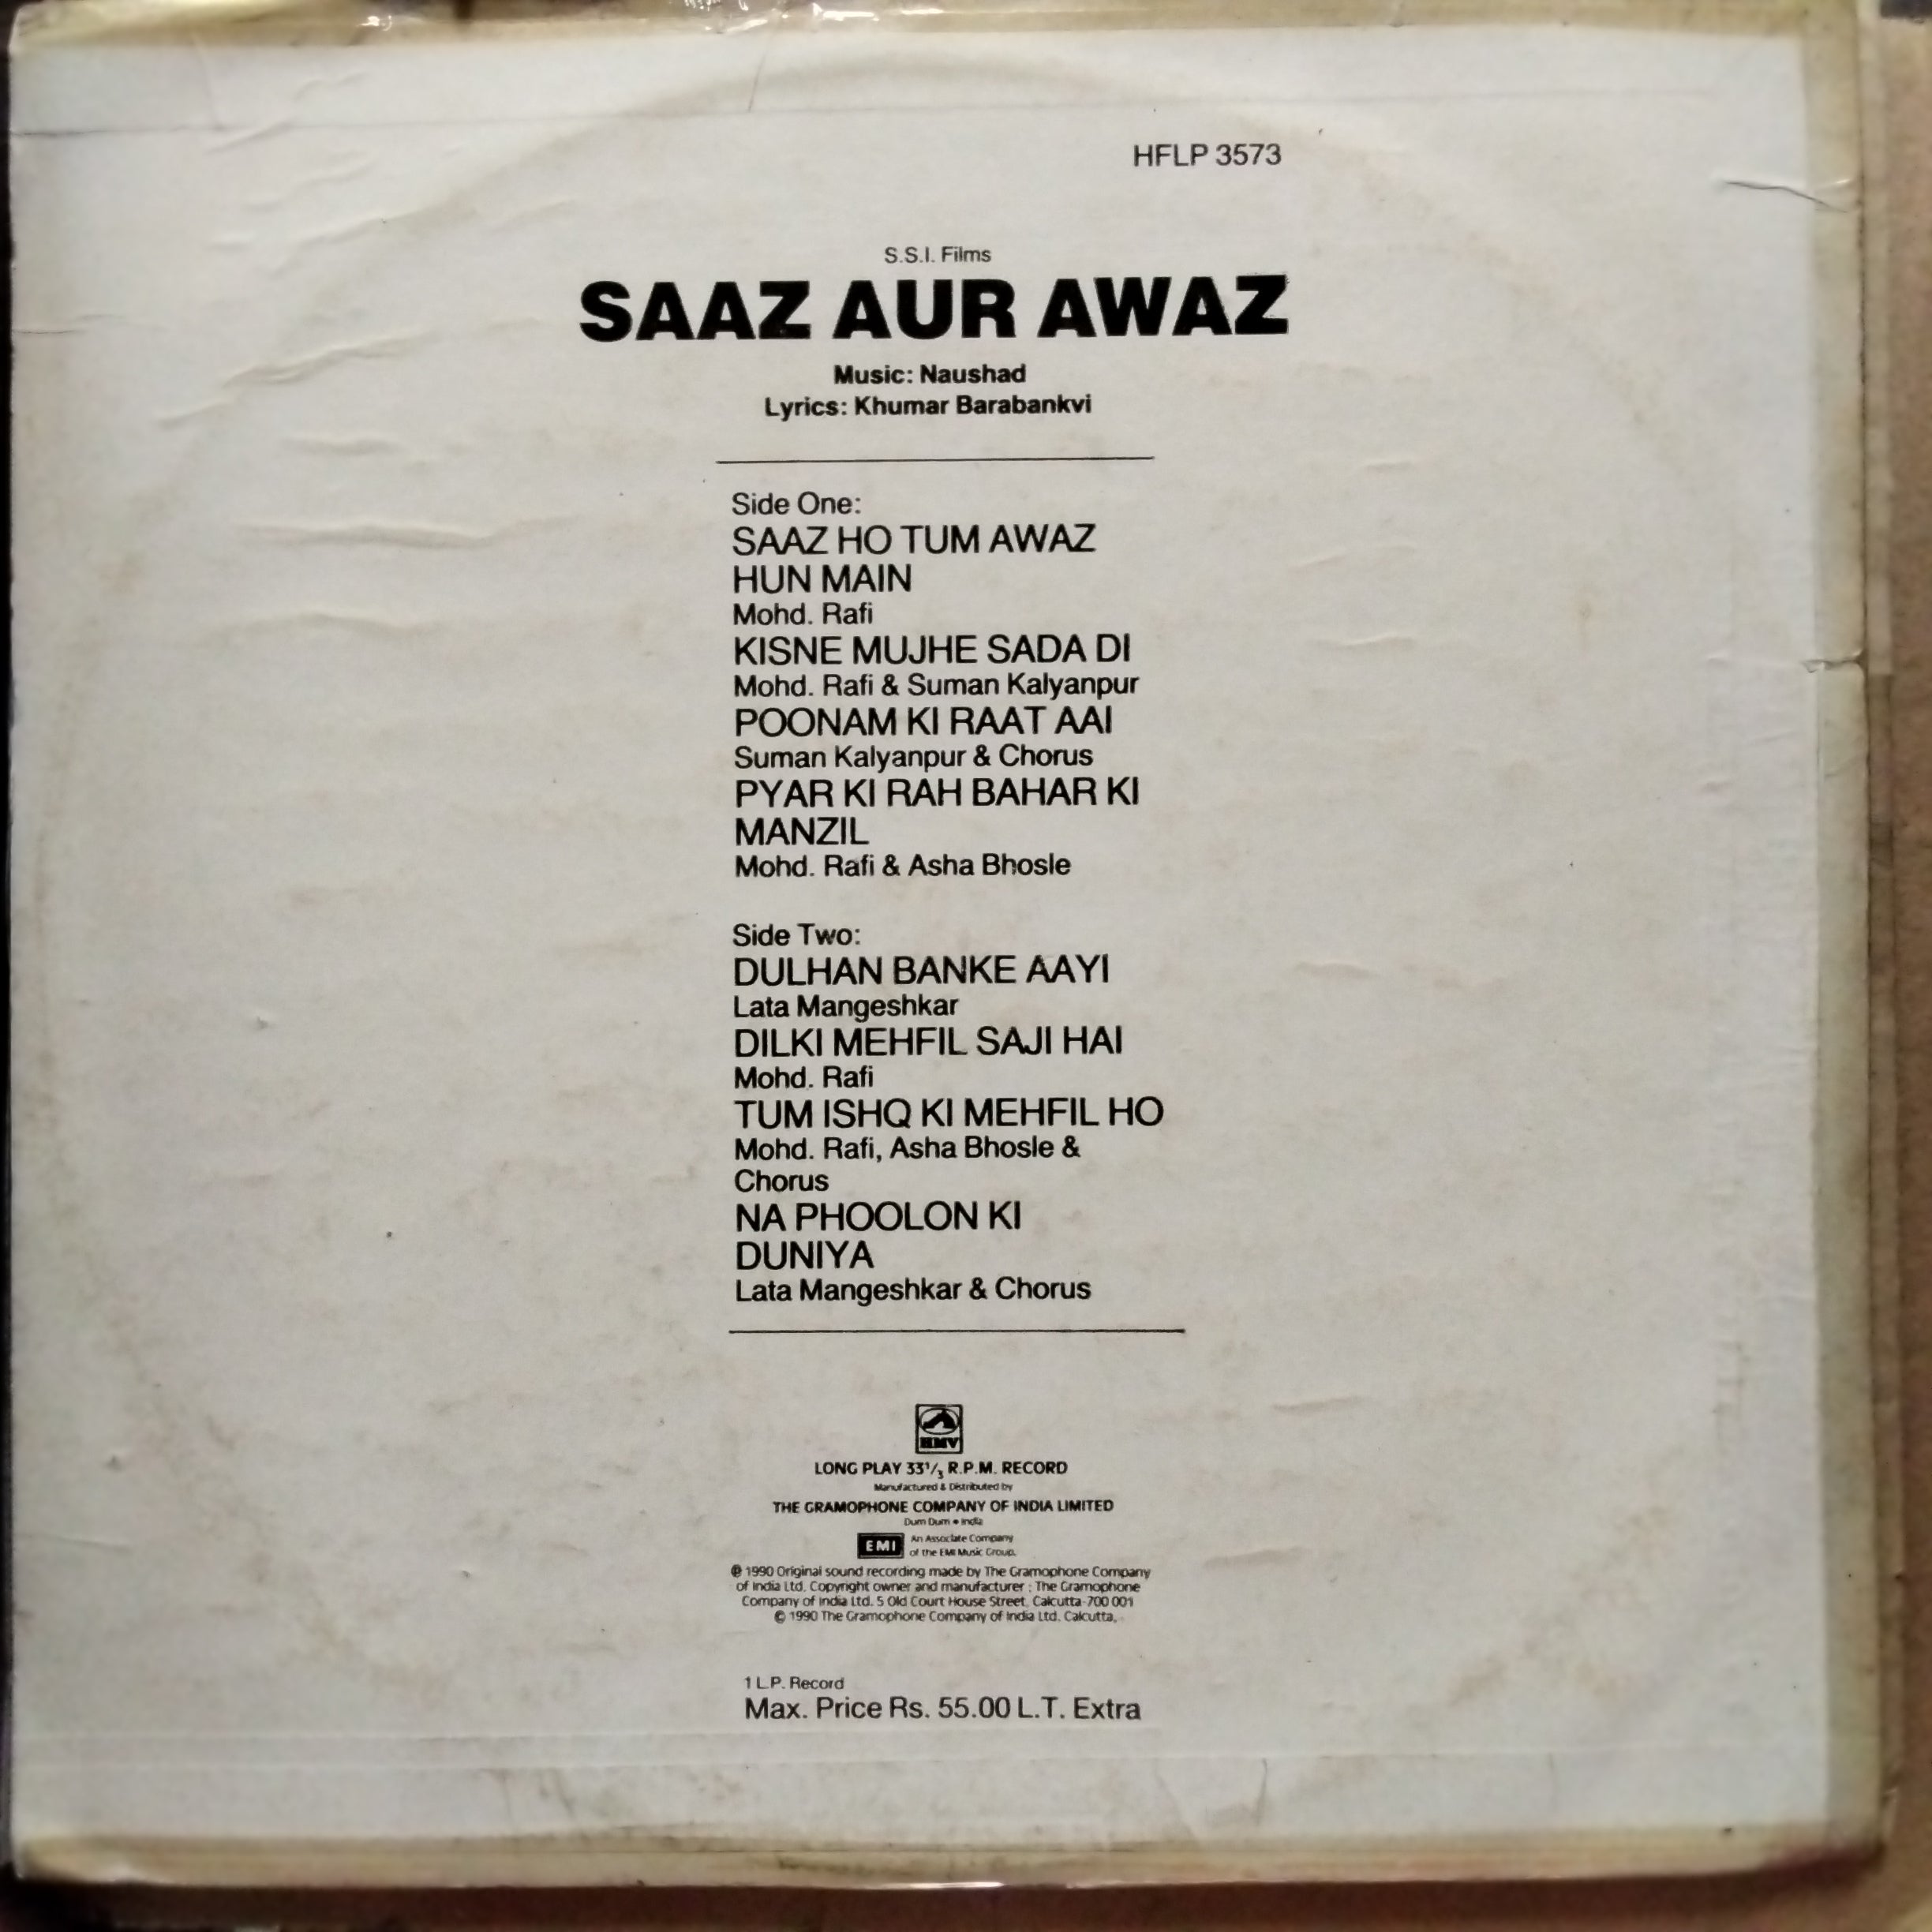 HFLP 3573
S.S.I. Films
SAAZ AUR AWAZ
Music: Naushad
Lyrics: Khumar Barabankvi
Side One:
SAAZ HO TUM AWAZ
HUN MAIN
Mohd. Rafi
KISNE MUJHE SADA DI
Mohd. Rafi & Suman Kalyanpur
POONAM KI RAAT AAI
Suman Kalyanpur & Chorus
PYAR KI RAH BAHAR KI
MANZIL
Mohd. Rafi & Asha Bhosle
Side Two:
DULHAN BANKE AAYI
Lata Mangeshkar
DILKI MEHFIL SAJI HAI
Mohd. Rafi
TUM ISHQ KI MEHFIL HO
Mohd. Rafi, Asha Bhosle &
Chorus
NA PHOOLON KI
DUNIYA
Lata Mangeshkar & Chorus
HMV
LONG PLAY 33 1/3 R.P.M. RECORD
Manufactured & Distributed by
THE GRAMOPHONE COMPANY OF INDIA LIMITED
Dum Dum • India
EMI An Associate Company
of the EMI Music Group.
℗ 1990 Original sound recording made by The Gramophone Company
of India Ltd. Copyright owner and manufacturer : The Gramophone
Company of India Ltd. 5 Old Court House Street, Calcutta-700 001
© 1990 The Gramophone Company of India Ltd. Calcutta.
1 L.P. Record
Max. Price Rs. 55.00 L.T. Extra